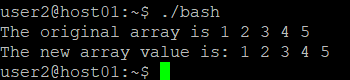 user2@host01:~$ ./bash
The original array is 1 2 3 4 5
The new array value is: 1 2 3 4 5
user2@host01:~$